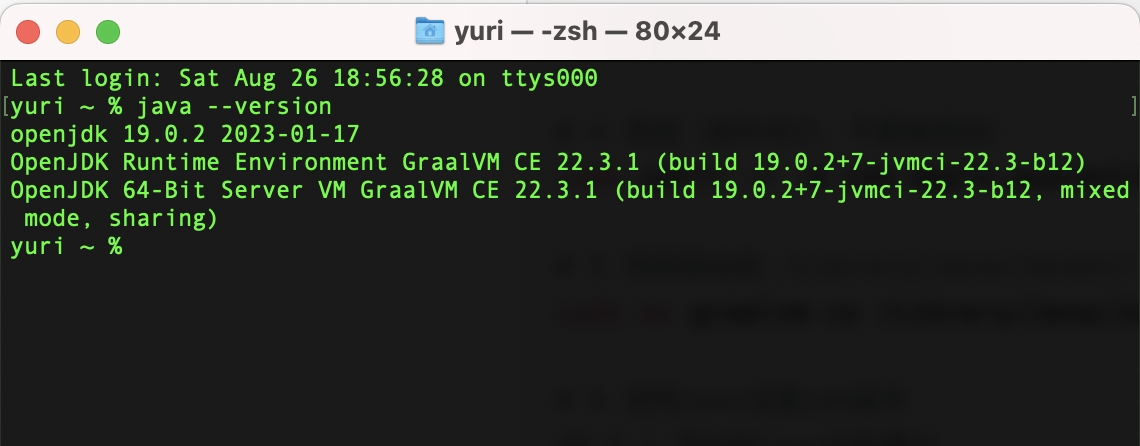 yuri — -zsh — 80×24
Last login: Sat Aug 26 18:56:28 on ttys000
[yuri ~ % java --version ]
openjdk 19.0.2 2023-01-17
OpenJDK Runtime Environment GraalVM CE 22.3.1 (build 19.0.2+7-jvmci-22.3-b12)
OpenJDK 64-Bit Server VM GraalVM CE 22.3.1 (build 19.0.2+7-jvmci-22.3-b12, mixed
mode, sharing)
yuri ~ %